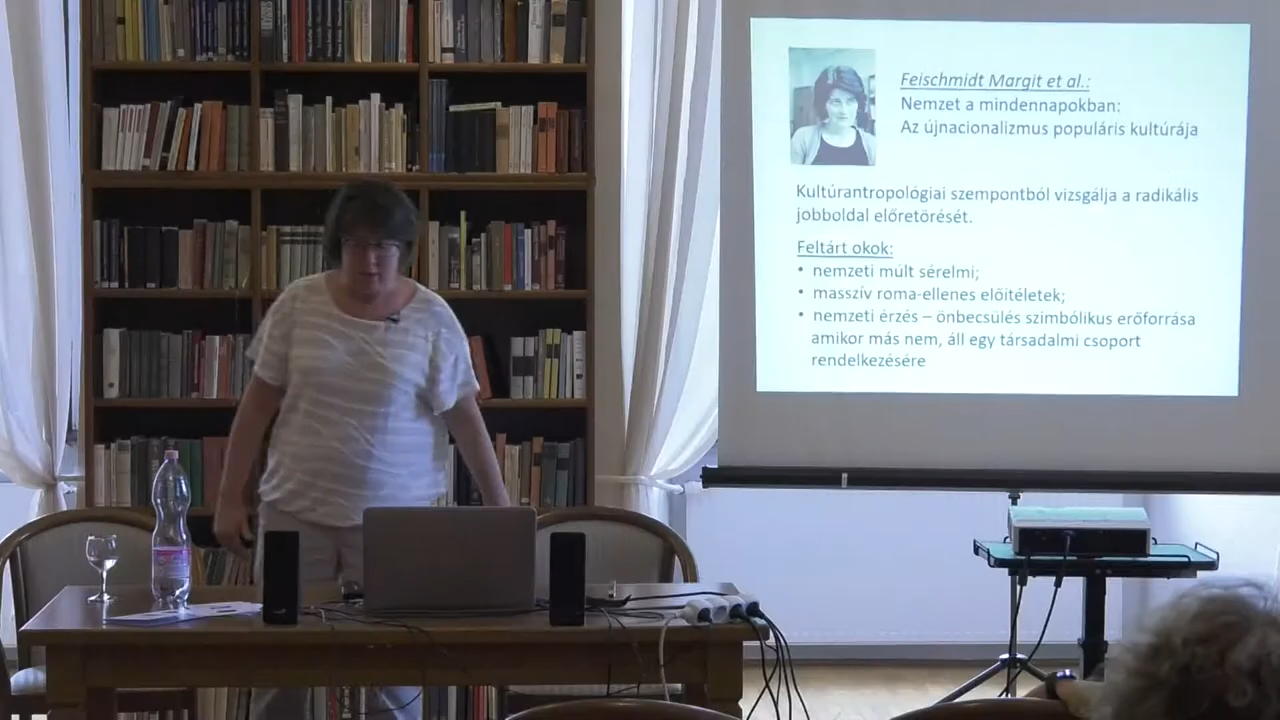 Feischmidt Margit et al.:
Nemzet a mindennapokban:
Az újnacionalizmus populáris kultúrája
Kultúrantropológiai szempontból vizsgálja a radikális
jobboldal előretörését.
Feltárt okok:
• nemzeti múlt sérelmi;
• masszív roma-ellenes előítéletek;
• nemzeti érzés – önbecsülés szimbólikus erőforrása
amikor más nem, áll egy társadalmi csoport
rendelkezésére